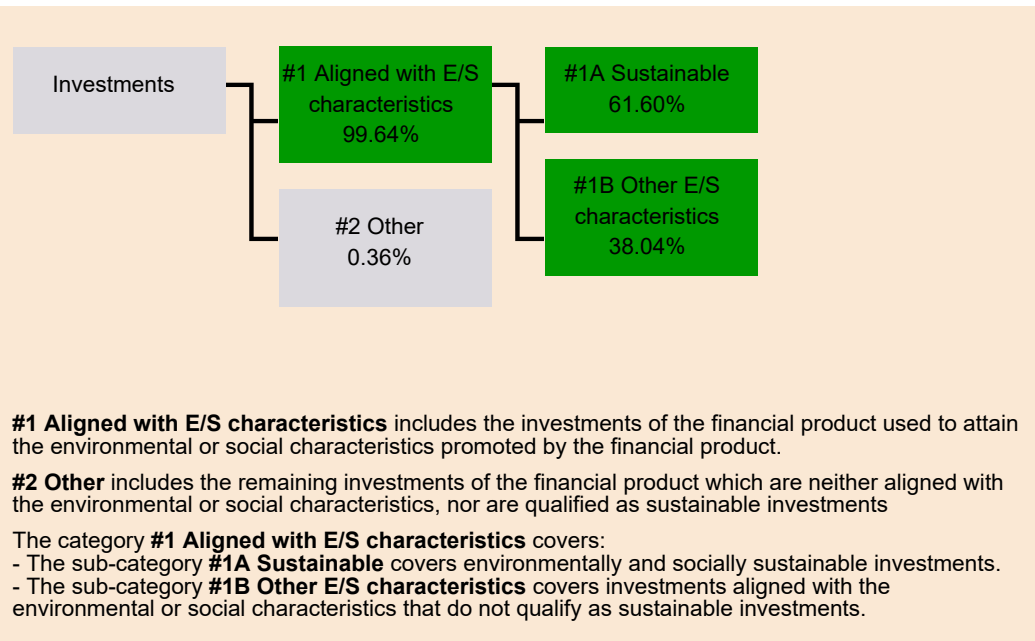 Investments
#1 Aligned with E/S
characteristics
99.64%
#1A Sustainable
61.60%
#1B Other E/S
characteristics
38.04%
#2 Other
0.36%
#1 Aligned with E/S characteristics includes the investments of the financial product used to attain
the environmental or social characteristics promoted by the financial product.
#2 Other includes the remaining investments of the financial product which are neither aligned with
the environmental or social characteristics, nor are qualified as sustainable investments
The category #1 Aligned with E/S characteristics covers:
- The sub-category #1A Sustainable covers environmentally and socially sustainable investments.
- The sub-category #1B Other E/S characteristics covers investments aligned with the
environmental or social characteristics that do not qualify as sustainable investments.